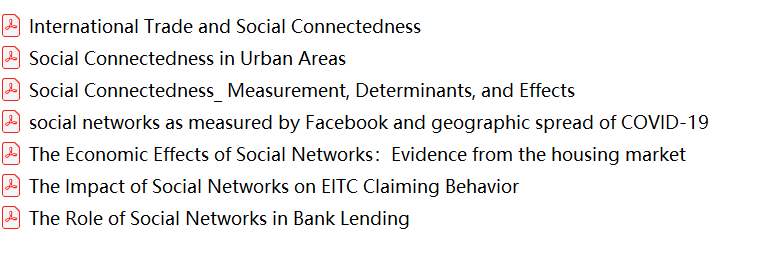 International Trade and Social Connectedness
Social Connectedness in Urban Areas
Social Connectedness_ Measurement, Determinants, and Effects
social networks as measured by Facebook and geographic spread of COVID-19
The Economic Effects of Social Networks：Evidence from the housing market
The Impact of Social Networks on EITC Claiming Behavior
The Role of Social Networks in Bank Lending